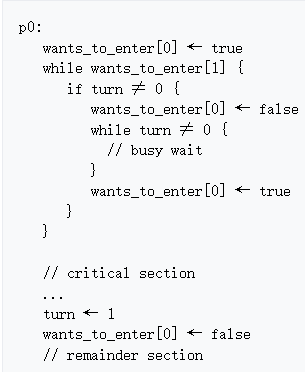 p0:
   wants_to_enter[0] ← true
   while wants_to_enter[1] {
      if turn ≠ 0 {
         wants_to_enter[0] ← false
         while turn ≠ 0 {
           // busy wait
         }
         wants_to_enter[0] ← true
      }
   }

   // critical section
   ...
   turn ← 1
   wants_to_enter[0] ← false
   // remainder section